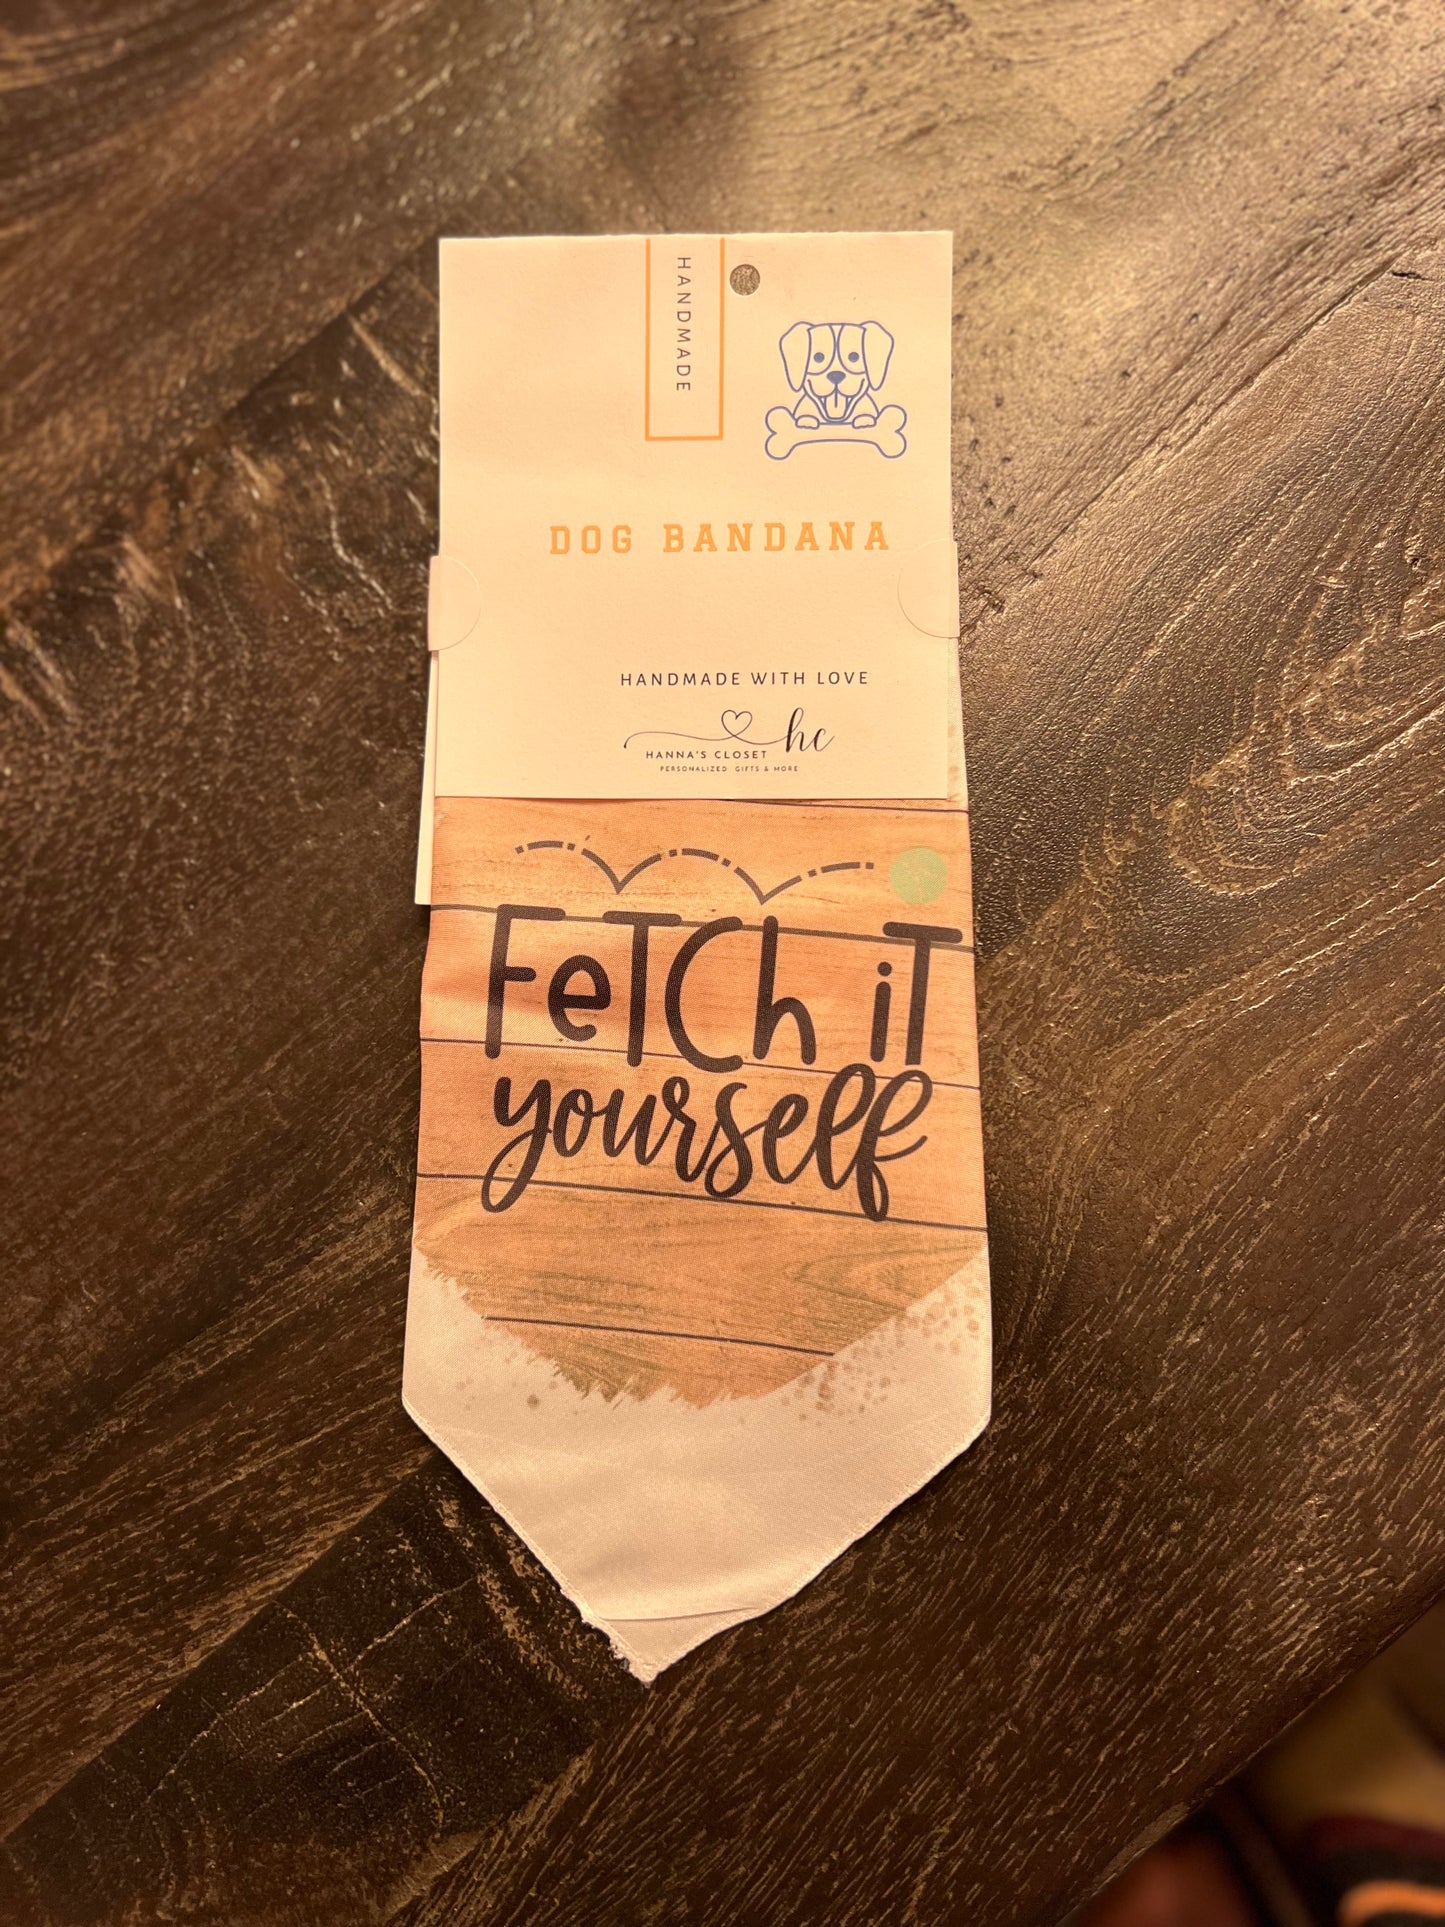 HANDMADE
DOG BANDANA
HANDMADE WITH LOVE
hc
HANNA'S CLOSET
PERSONALIZED GIFTS & MORE
FeTCh iT
yourself